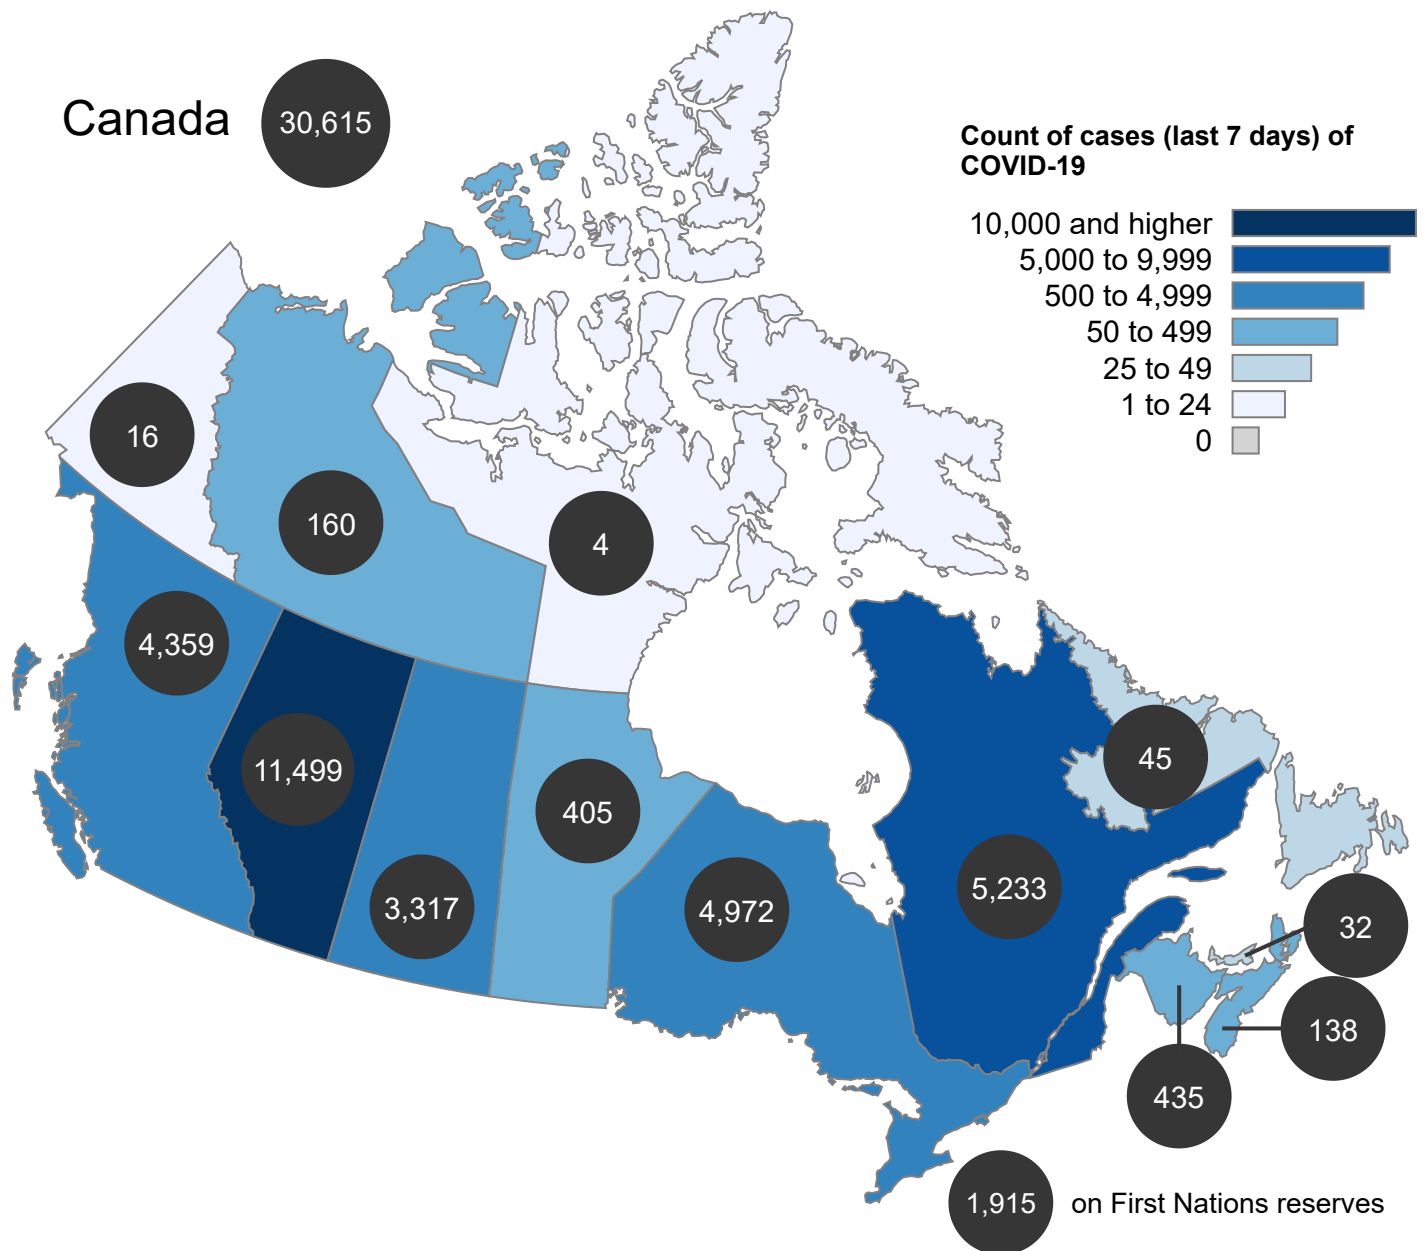 Canada
30,615
Count of cases (last 7 days) of
COVID-19
10,000 and higher
5,000 to 9,999
500 to 4,999
50 to 499
25 to 49
1 to 24
0
16
160
4
4,359
11,499
405
3,317
4,972
5,233
45
32
138
435
1,915
on First Nations reserves